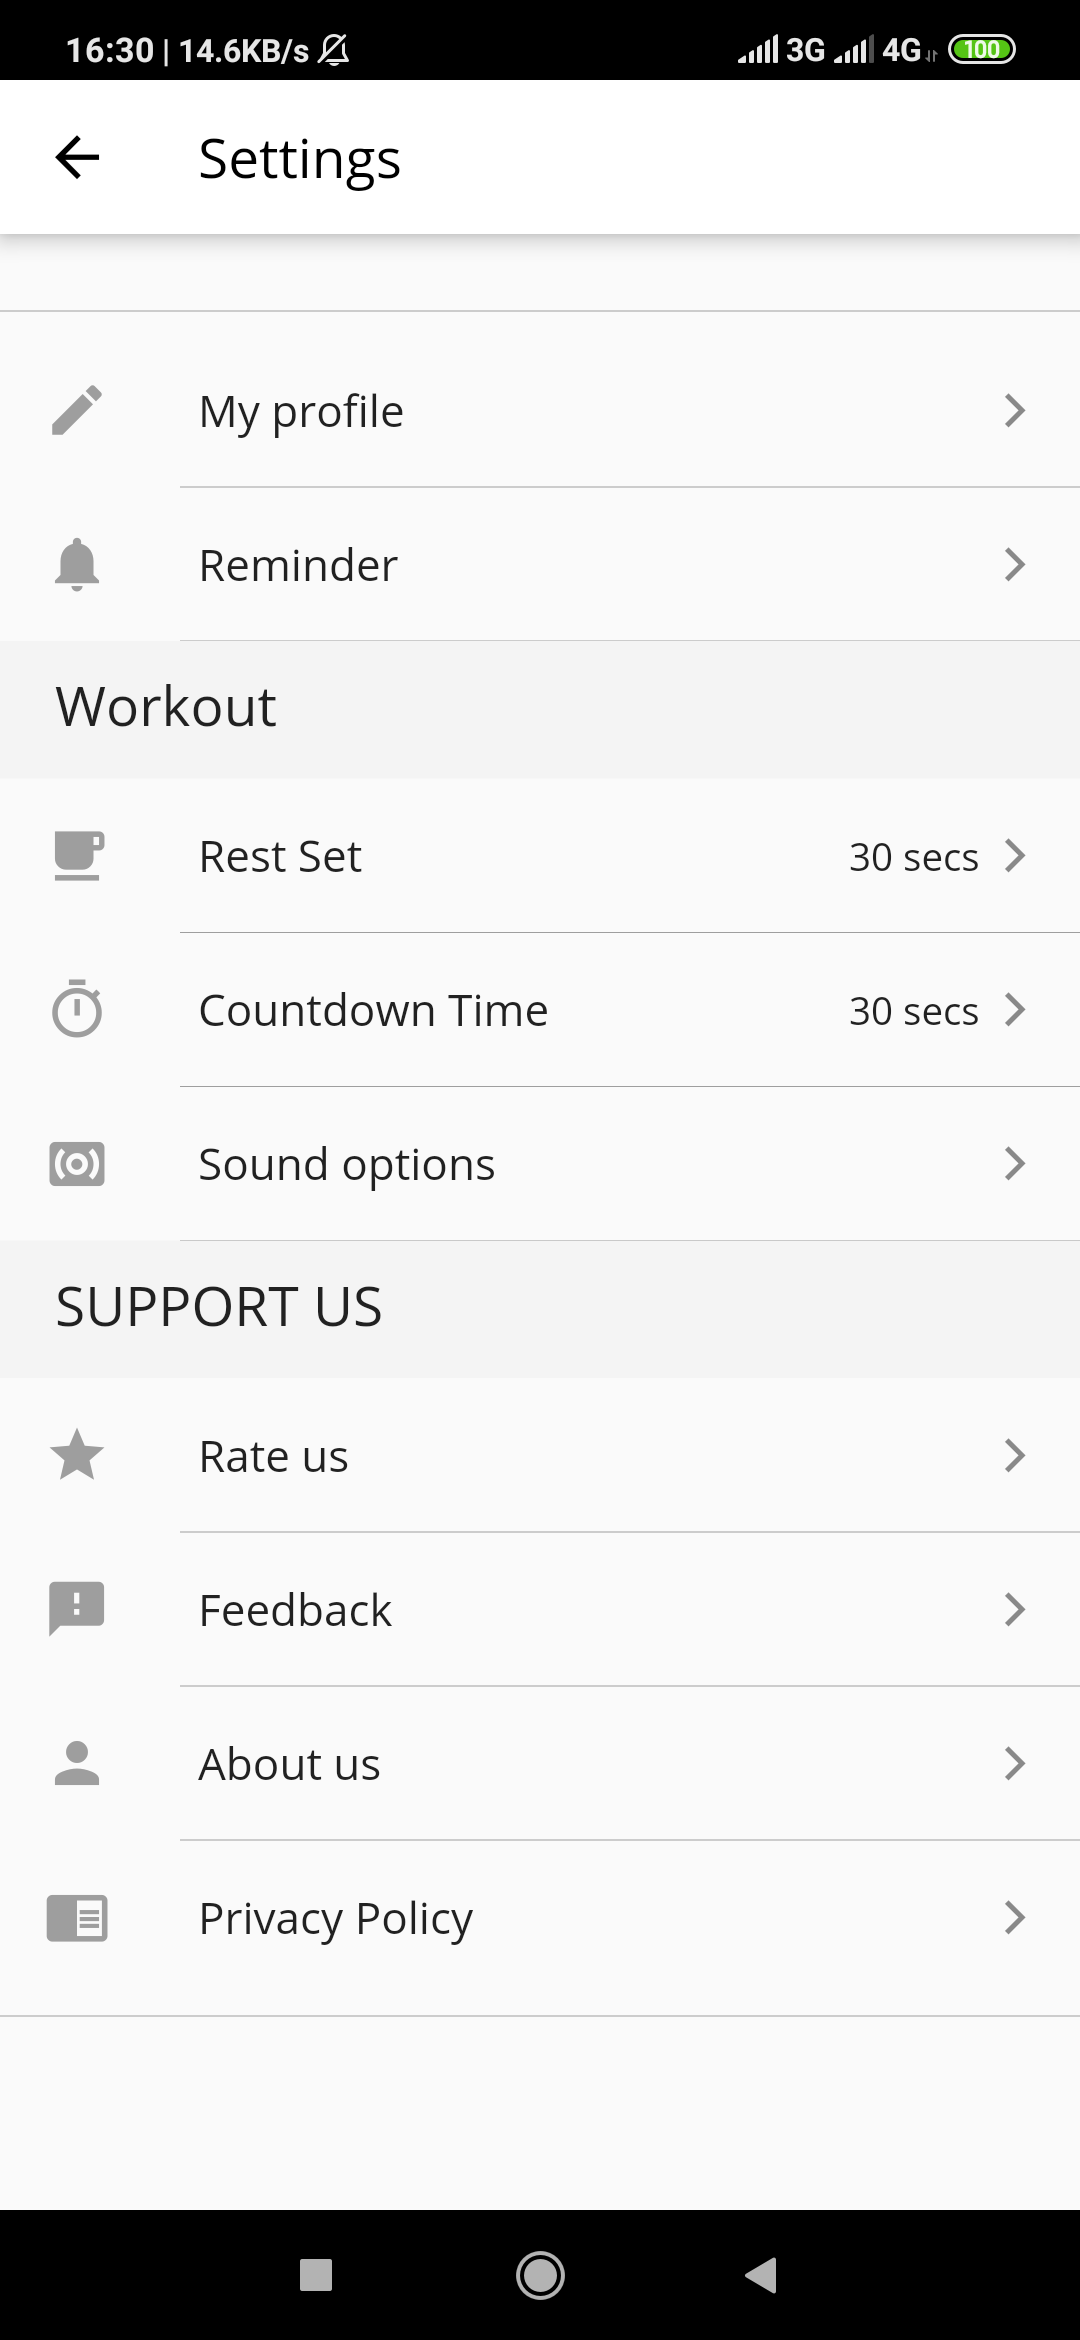 16:30 | 14.6KB/s 3G 4G 100
Settings
My profile
Reminder
Workout
Rest Set 30 secs
Countdown Time 30 secs
Sound options
SUPPORT US
Rate us
Feedback
About us
Privacy Policy